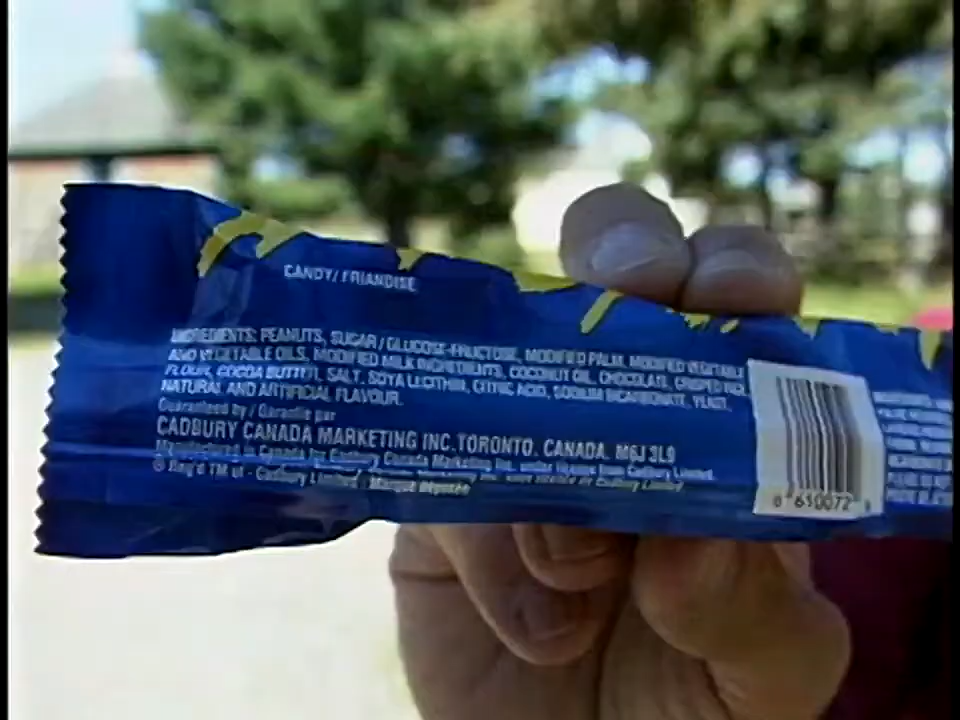 CANDY/ FRIANDISE
INGREDIENTS: PEANUTS, SUGAR / GLUCOSE-FRUCTOSE, MODIFIED PALM, MODIFIED VEGETABLE
AND VEGETABLE OILS, MODIFIED MILK INGREDIENTS, COCONUT OIL, CHOCOLATE, CRISPED RICE,
FLOUR, COCOA BUTTER, SALT, SOYA LECITHIN, CITRIC ACID, SODIUM BICARBONATE, YEAST,
NATURAL AND ARTIFICIAL FLAVOUR.
Guaranteed by / Garantie par
CADBURY CANADA MARKETING INC. TORONTO, CANADA. M6J 3L9
Manufactured in Canada for Cadbury Canada Marketing Inc. under license from Cadbury Limited.
® Reg'd TM of - Cadbury Limited / Marque déposée
0 610072